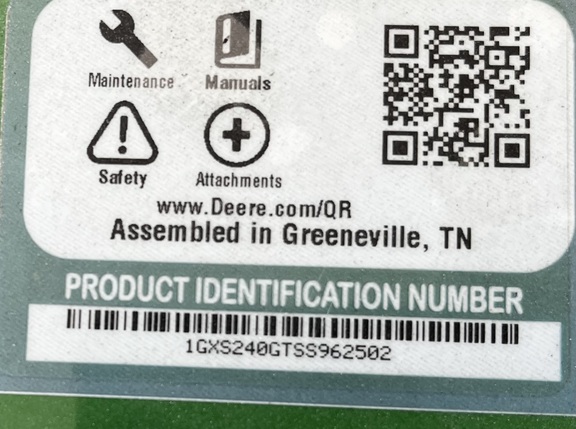 Maintenance Manuals
Safety Attachments
www.Deere.com/QR
Assembled in Greeneville, TN
PRODUCT IDENTIFICATION NUMBER
1GXS240GTSS962502